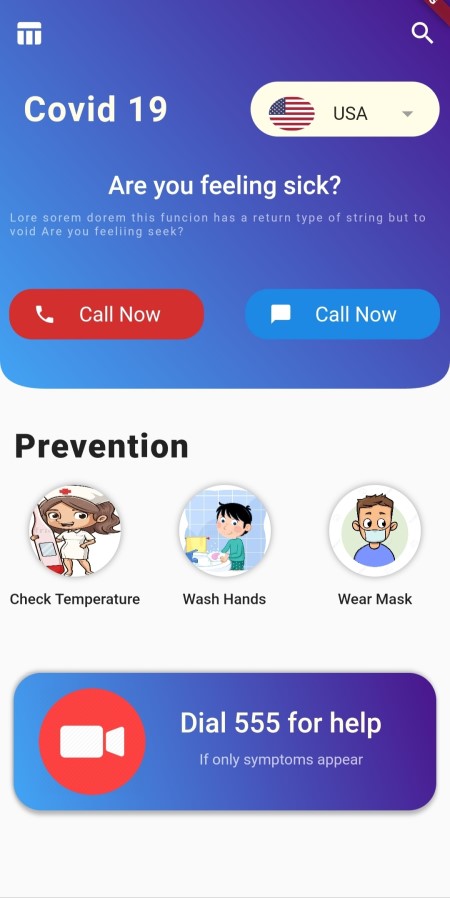 Covid 19
USA
Are you feeling sick?
Lore sorem dorem this funcion has a return type of string but to
void Are you feeliing seek?
Call Now
Call Now
Prevention
Check Temperature
Wash Hands
Wear Mask
Dial 555 for help
If only symptoms appear